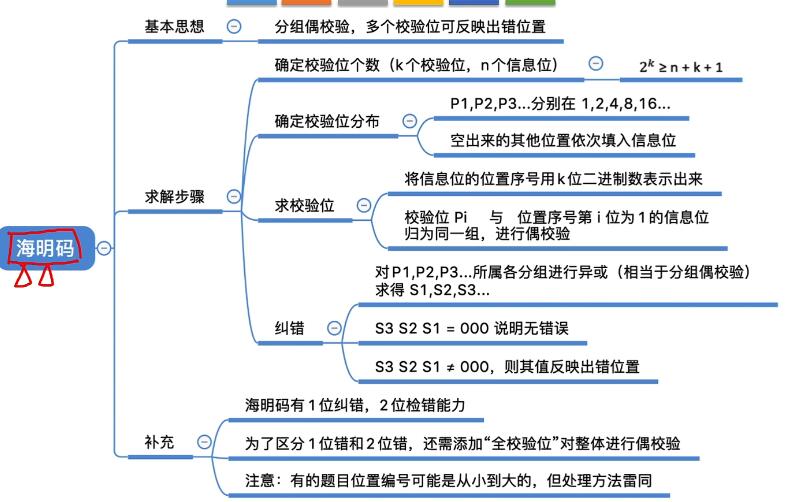 海明码
基本思想
分组偶校验，多个校验位可反映出错位置
求解步骤
确定校验位个数（k个校验位，n个信息位）
2^k ≥ n + k + 1
确定校验位分布
P1,P2,P3...分别在 1,2,4,8,16...
空出来的其他位置依次填入信息位
求校验位
将信息位的位置序号用k位二进制数表示出来
校验位 Pi 与 位置序号第 i 位为 1 的信息位
归为同一组，进行偶校验
纠错
对P1,P2,P3...所属各分组进行异或（相当于分组偶校验）
求得 S1,S2,S3...
S3 S2 S1 = 000 说明无错误
S3 S2 S1 ≠ 000，则其值反映出错位置
补充
海明码有 1 位纠错，2 位检错能力
为了区分 1 位错和 2 位错，还需添加“全校验位”对整体进行偶校验
注意：有的题目位置编号可能是从小到大的，但处理方法雷同